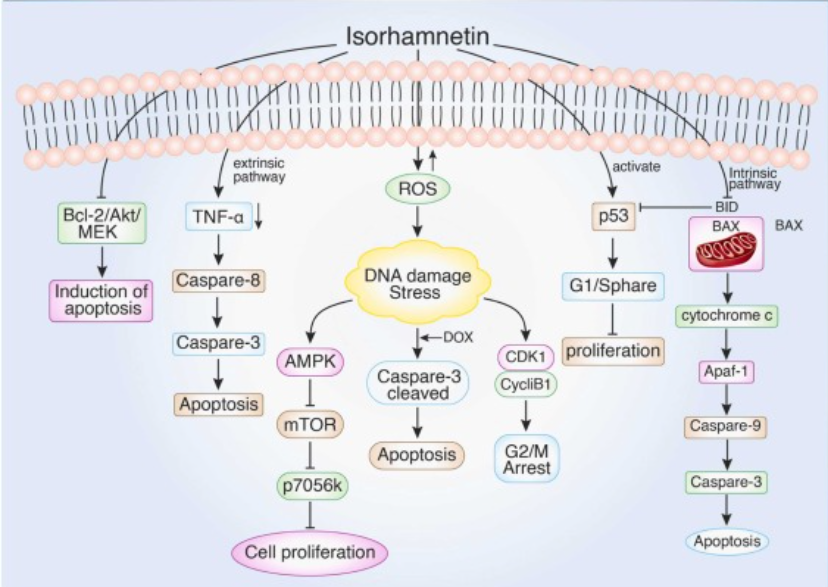 Isorhamnetin
extrinsic
pathway
activate
Intrinsic
pathway
Bcl-2/Akt/
MEK
Induction of
apoptosis
TNF-α
Caspare-8
Caspare-3
Apoptosis
ROS
DNA damage
Stress
DOX
AMPK
mTOR
p7056k
Cell proliferation
Caspare-3
cleaved
Apoptosis
CDK1
CycliB1
G2/M
Arrest
p53
G1/Sphare
proliferation
BID
BAX
BAX
cytochrome c
Apaf-1
Caspare-9
Caspare-3
Apoptosis